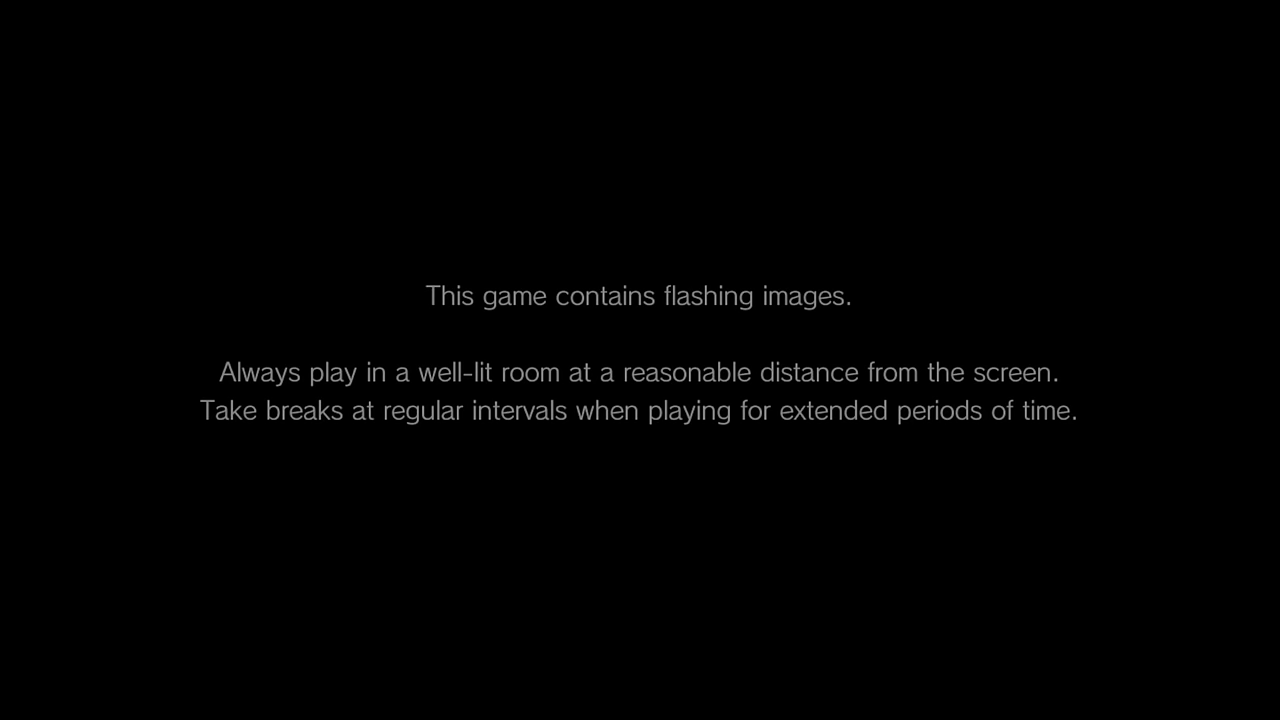 This game contains flashing images.
Always play in a well-lit room at a reasonable distance from the screen.
Take breaks at regular intervals when playing for extended periods of time.